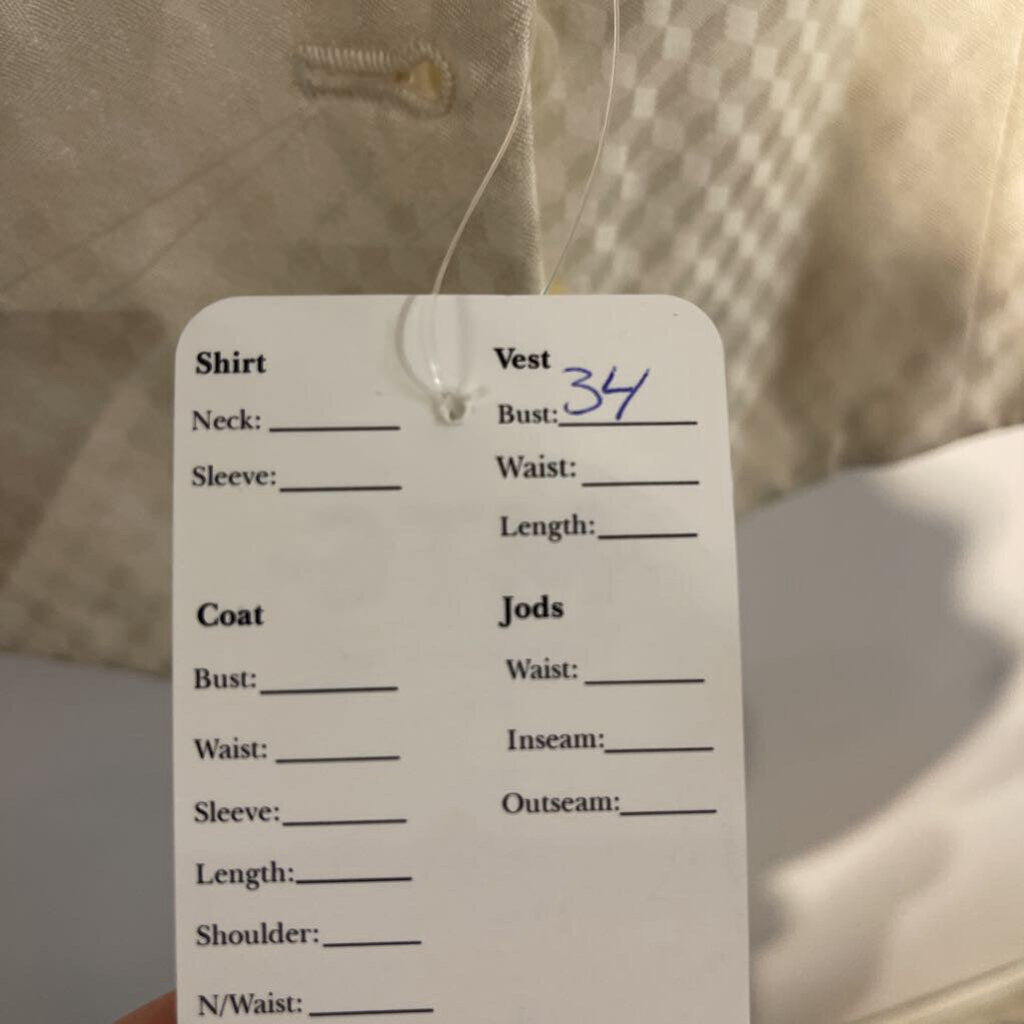 Shirt
Neck:
Sleeve:
Vest
Bust: 34
Waist:
Length:
Coat
Bust:
Waist:
Sleeve:
Length:
Shoulder:
N/Waist:
Jods
Waist:
Inseam:
Outseam: